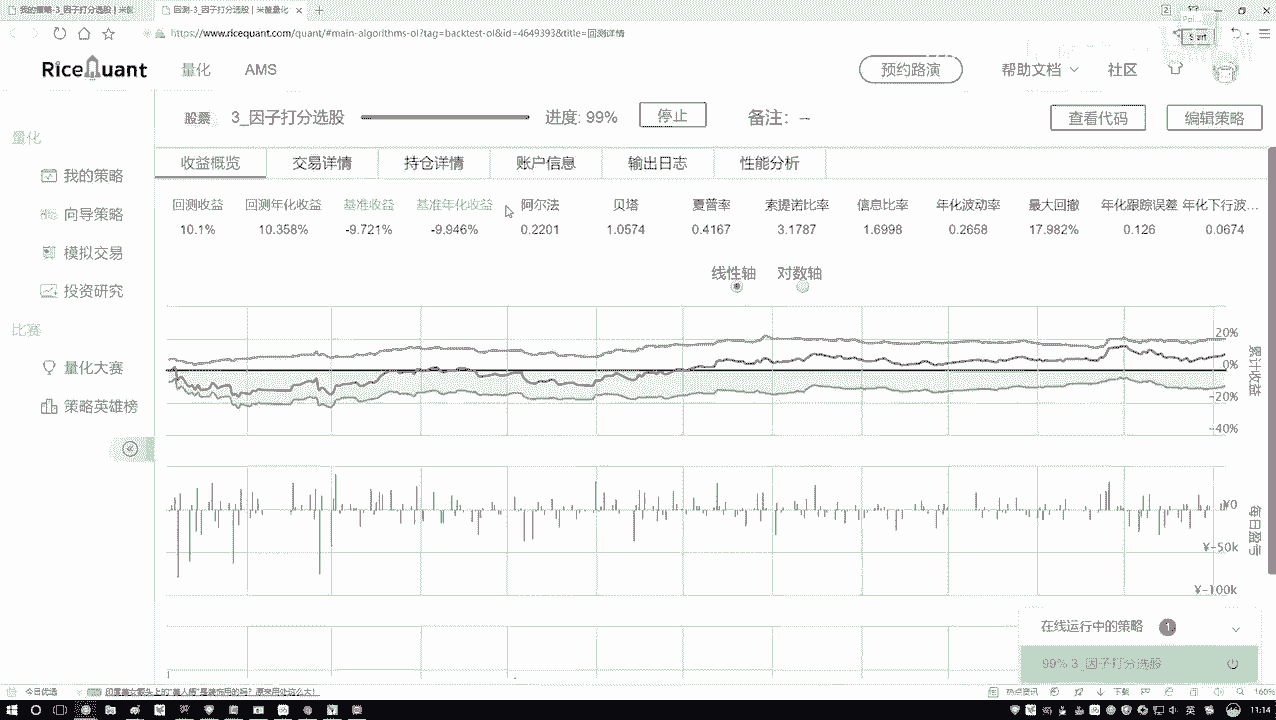 我的策略-3_因子打分选股 | 米
回测-3_因子打分选股 | 米筐量化
https://www.ricequant.com/quant/#main-algorithms-ol?tag=backtest-ol&id=4649393&title=回测详情
Start
RiceQuant 量化 AMS 预约路演 帮助文档 社区
股票 3_因子打分选股 进度: 99% 停止 备注: -- 查看代码 编辑策略
量化
我的策略
向导策略
模拟交易
投资研究
比赛
量化大赛
策略英雄榜
收益概览 交易详情 持仓详情 账户信息 输出日志 性能分析
回测收益 回测年化收益 基准收益 基准年化收益 阿尔法 贝塔 夏普率 索提诺比率 信息比率 年化波动率 最大回撤 年化跟踪误差 年化下行波...
10.1% 10.358% -9.721% -9.946% 0.2201 1.0574 0.4167 3.1787 1.6998 0.2658 17.982% 0.126 0.0674
线性轴 对数轴
20%
0%
-20%
-40%
累计收益
¥0
¥-50k
¥-100k
每日盈亏
在线运行中的策略 1
99% 3_因子打分选股
今日优选
热点资讯
下载
160%
英
11:14